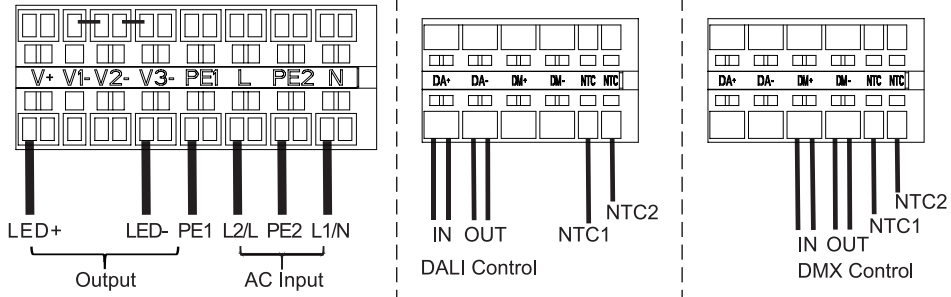 V+ V1- V2- V3- PE1 L PE2 N
LED+ LED- PE1 L2/L PE2 L1/N
Output AC Input
DA+ DA- DM+ DM- NTC NTC
IN OUT NTC1 NTC2
DALI Control
DA+ DA- DM+ DM- NTC NTC
IN OUT NTC1 NTC2
DMX Control